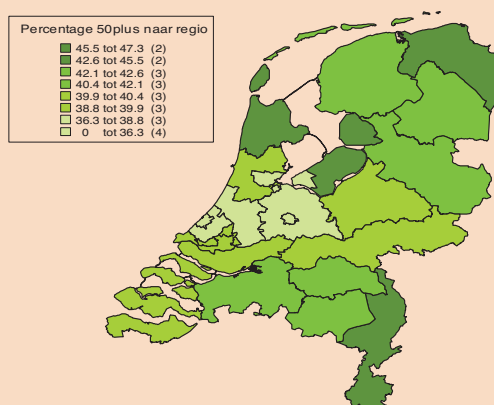 Percentage 50plus naar regio
45.5 tot 47.3 (2)
42.6 tot 45.5 (2)
42.1 tot 42.6 (3)
40.4 tot 42.1 (3)
39.9 tot 40.4 (3)
38.8 tot 39.9 (3)
36.3 tot 38.8 (3)
0 tot 36.3 (4)